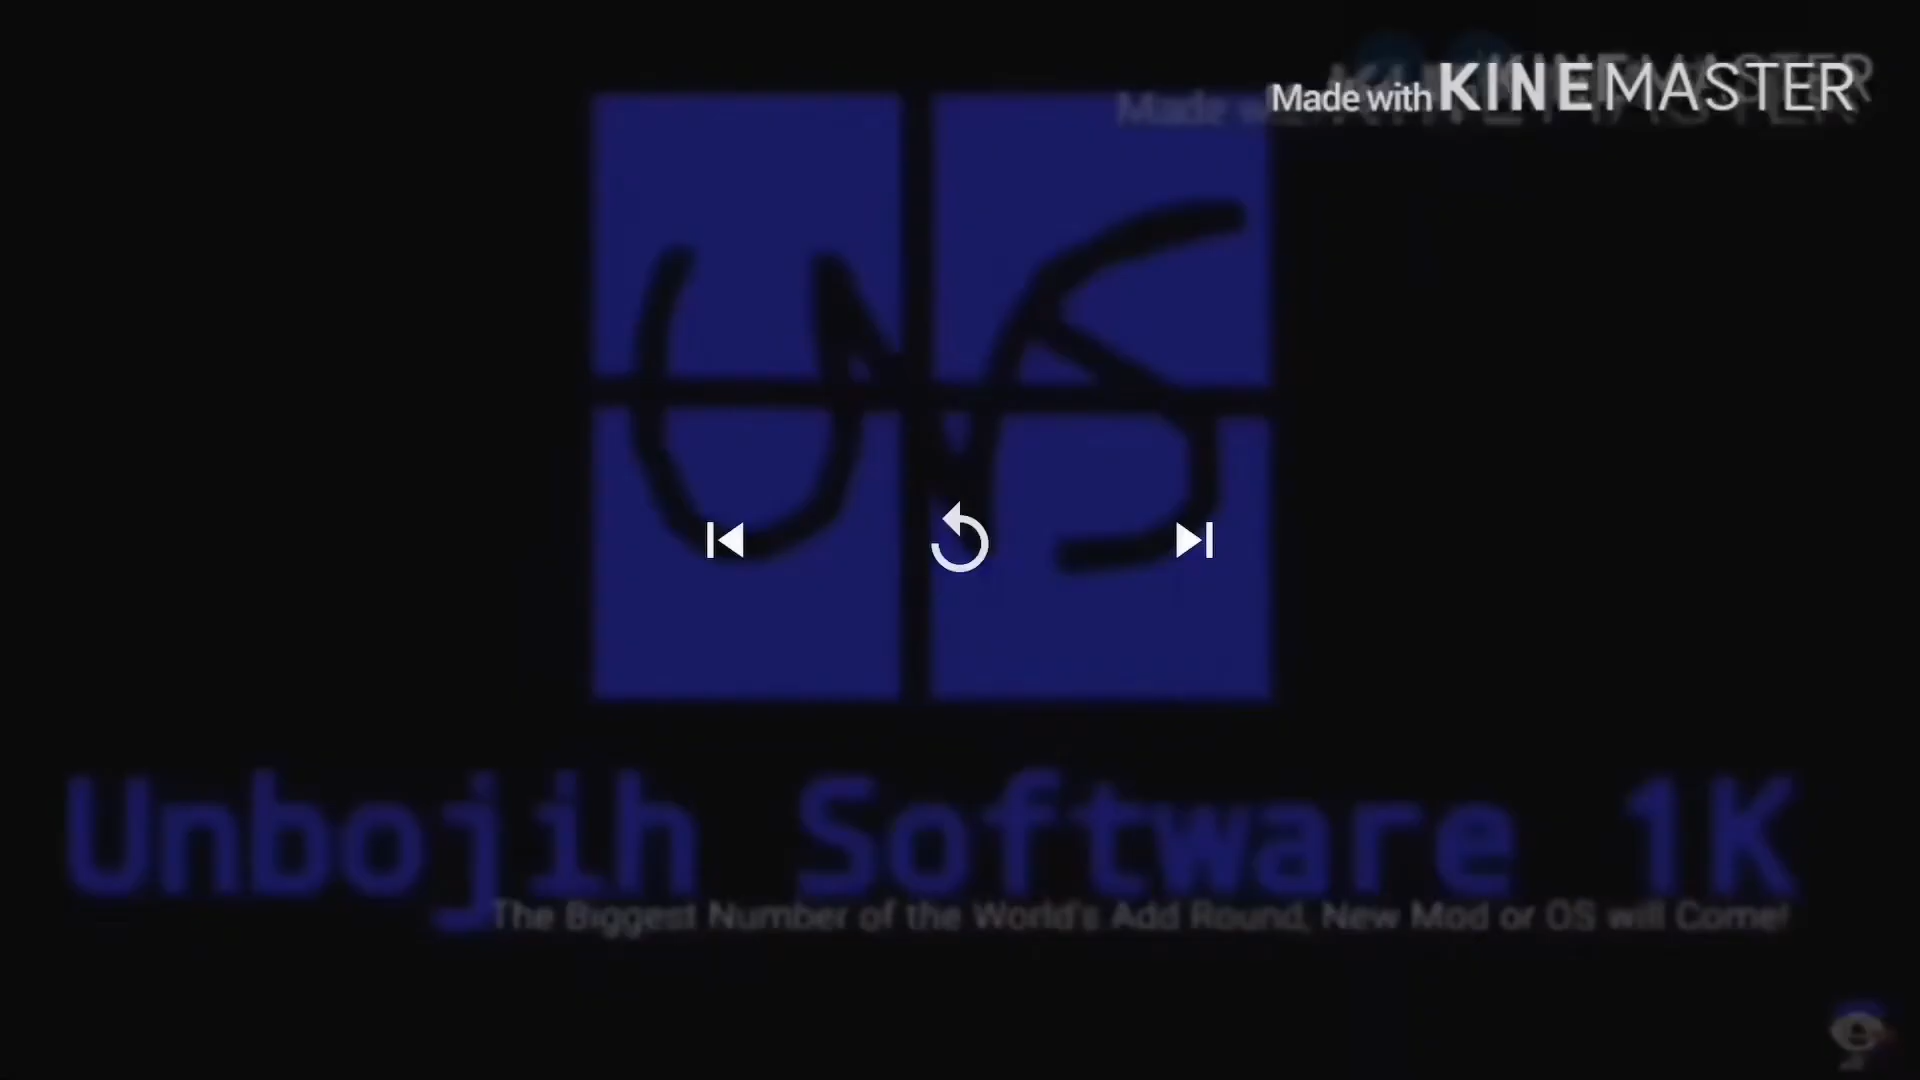 Made with KINEMASTER
UNS
Unbojih Software 1K
The Biggest Number of the World's Add Round, New Mod or OS will Come!